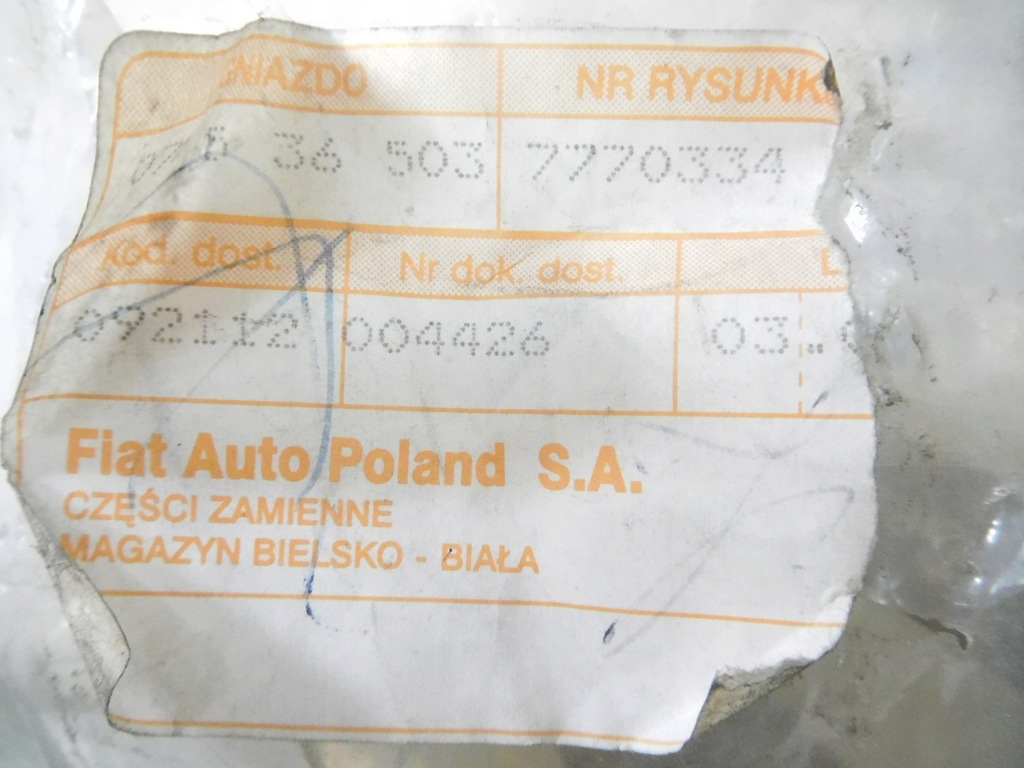 GNIAZDO NR RYSUNK
5 36 503 7770334
Kod. dost. Nr dok. dost.
092112 004426 03.
Fiat Auto Poland S.A.
CZĘŚCI ZAMIENNE
MAGAZYN BIELSKO - BIAŁA